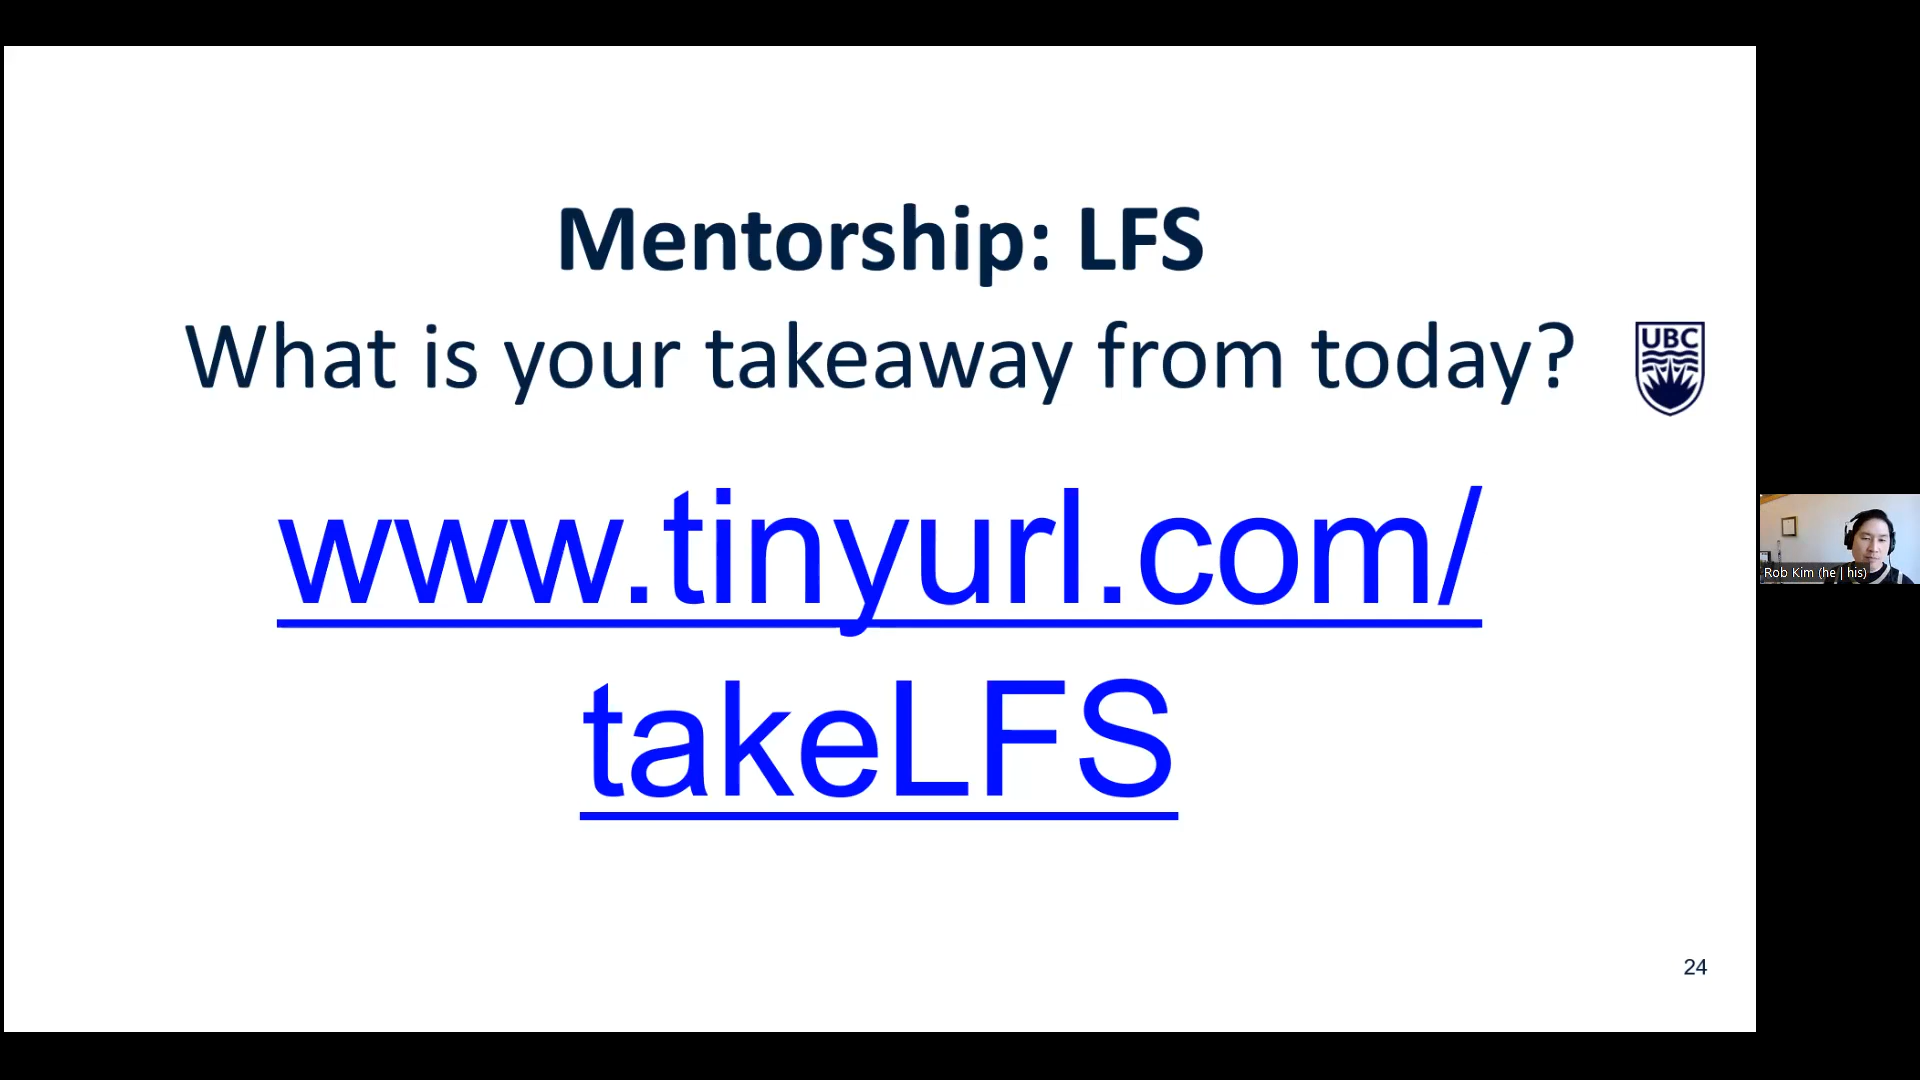 Mentorship: LFS
What is your takeaway from today?
UBC
www.tinyurl.com/
takeLFS
Rob Kim (he | his)
24